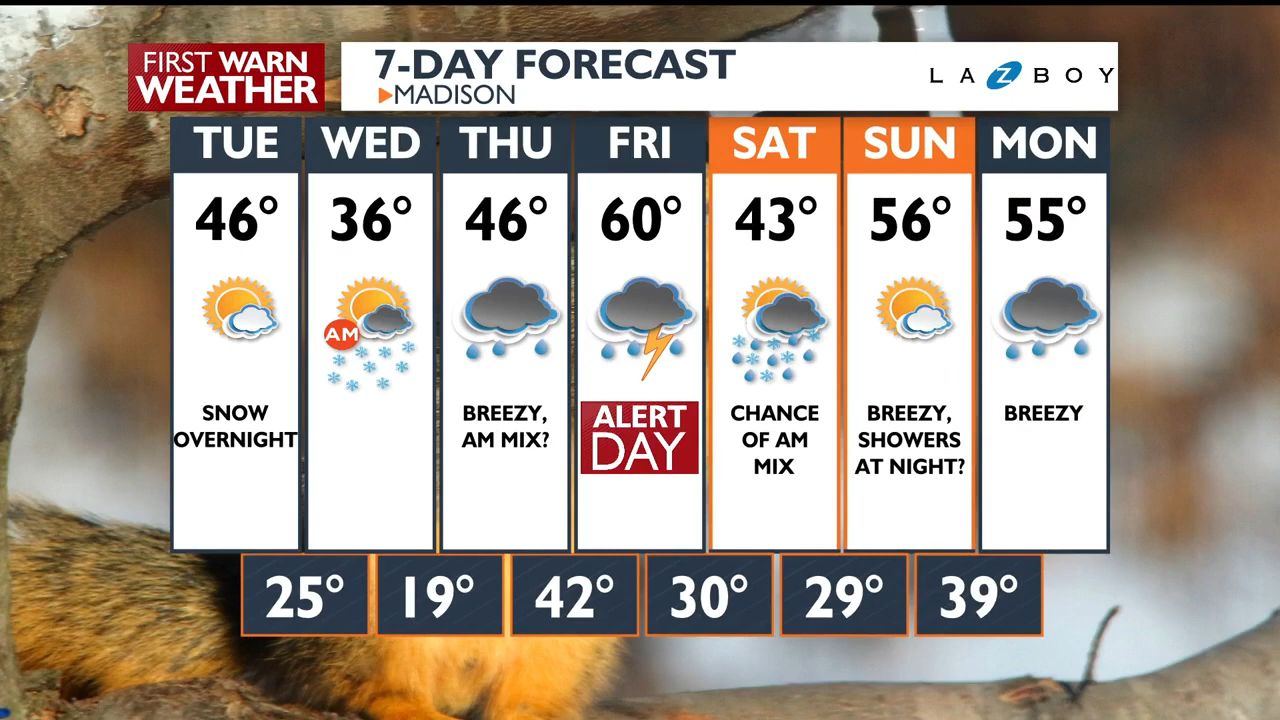 FIRST WARN
WEATHER
7-DAY FORECAST
MADISON
LAZBOY
TUE WED THU FRI SAT SUN MON
46° 36° 46° 60° 43° 56° 55°
AM
SNOW
OVERNIGHT
BREEZY,
AM MIX?
ALERT
DAY
CHANCE
OF AM
MIX
BREEZY,
SHOWERS
AT NIGHT?
BREEZY
25° 19° 42° 30° 29° 39°